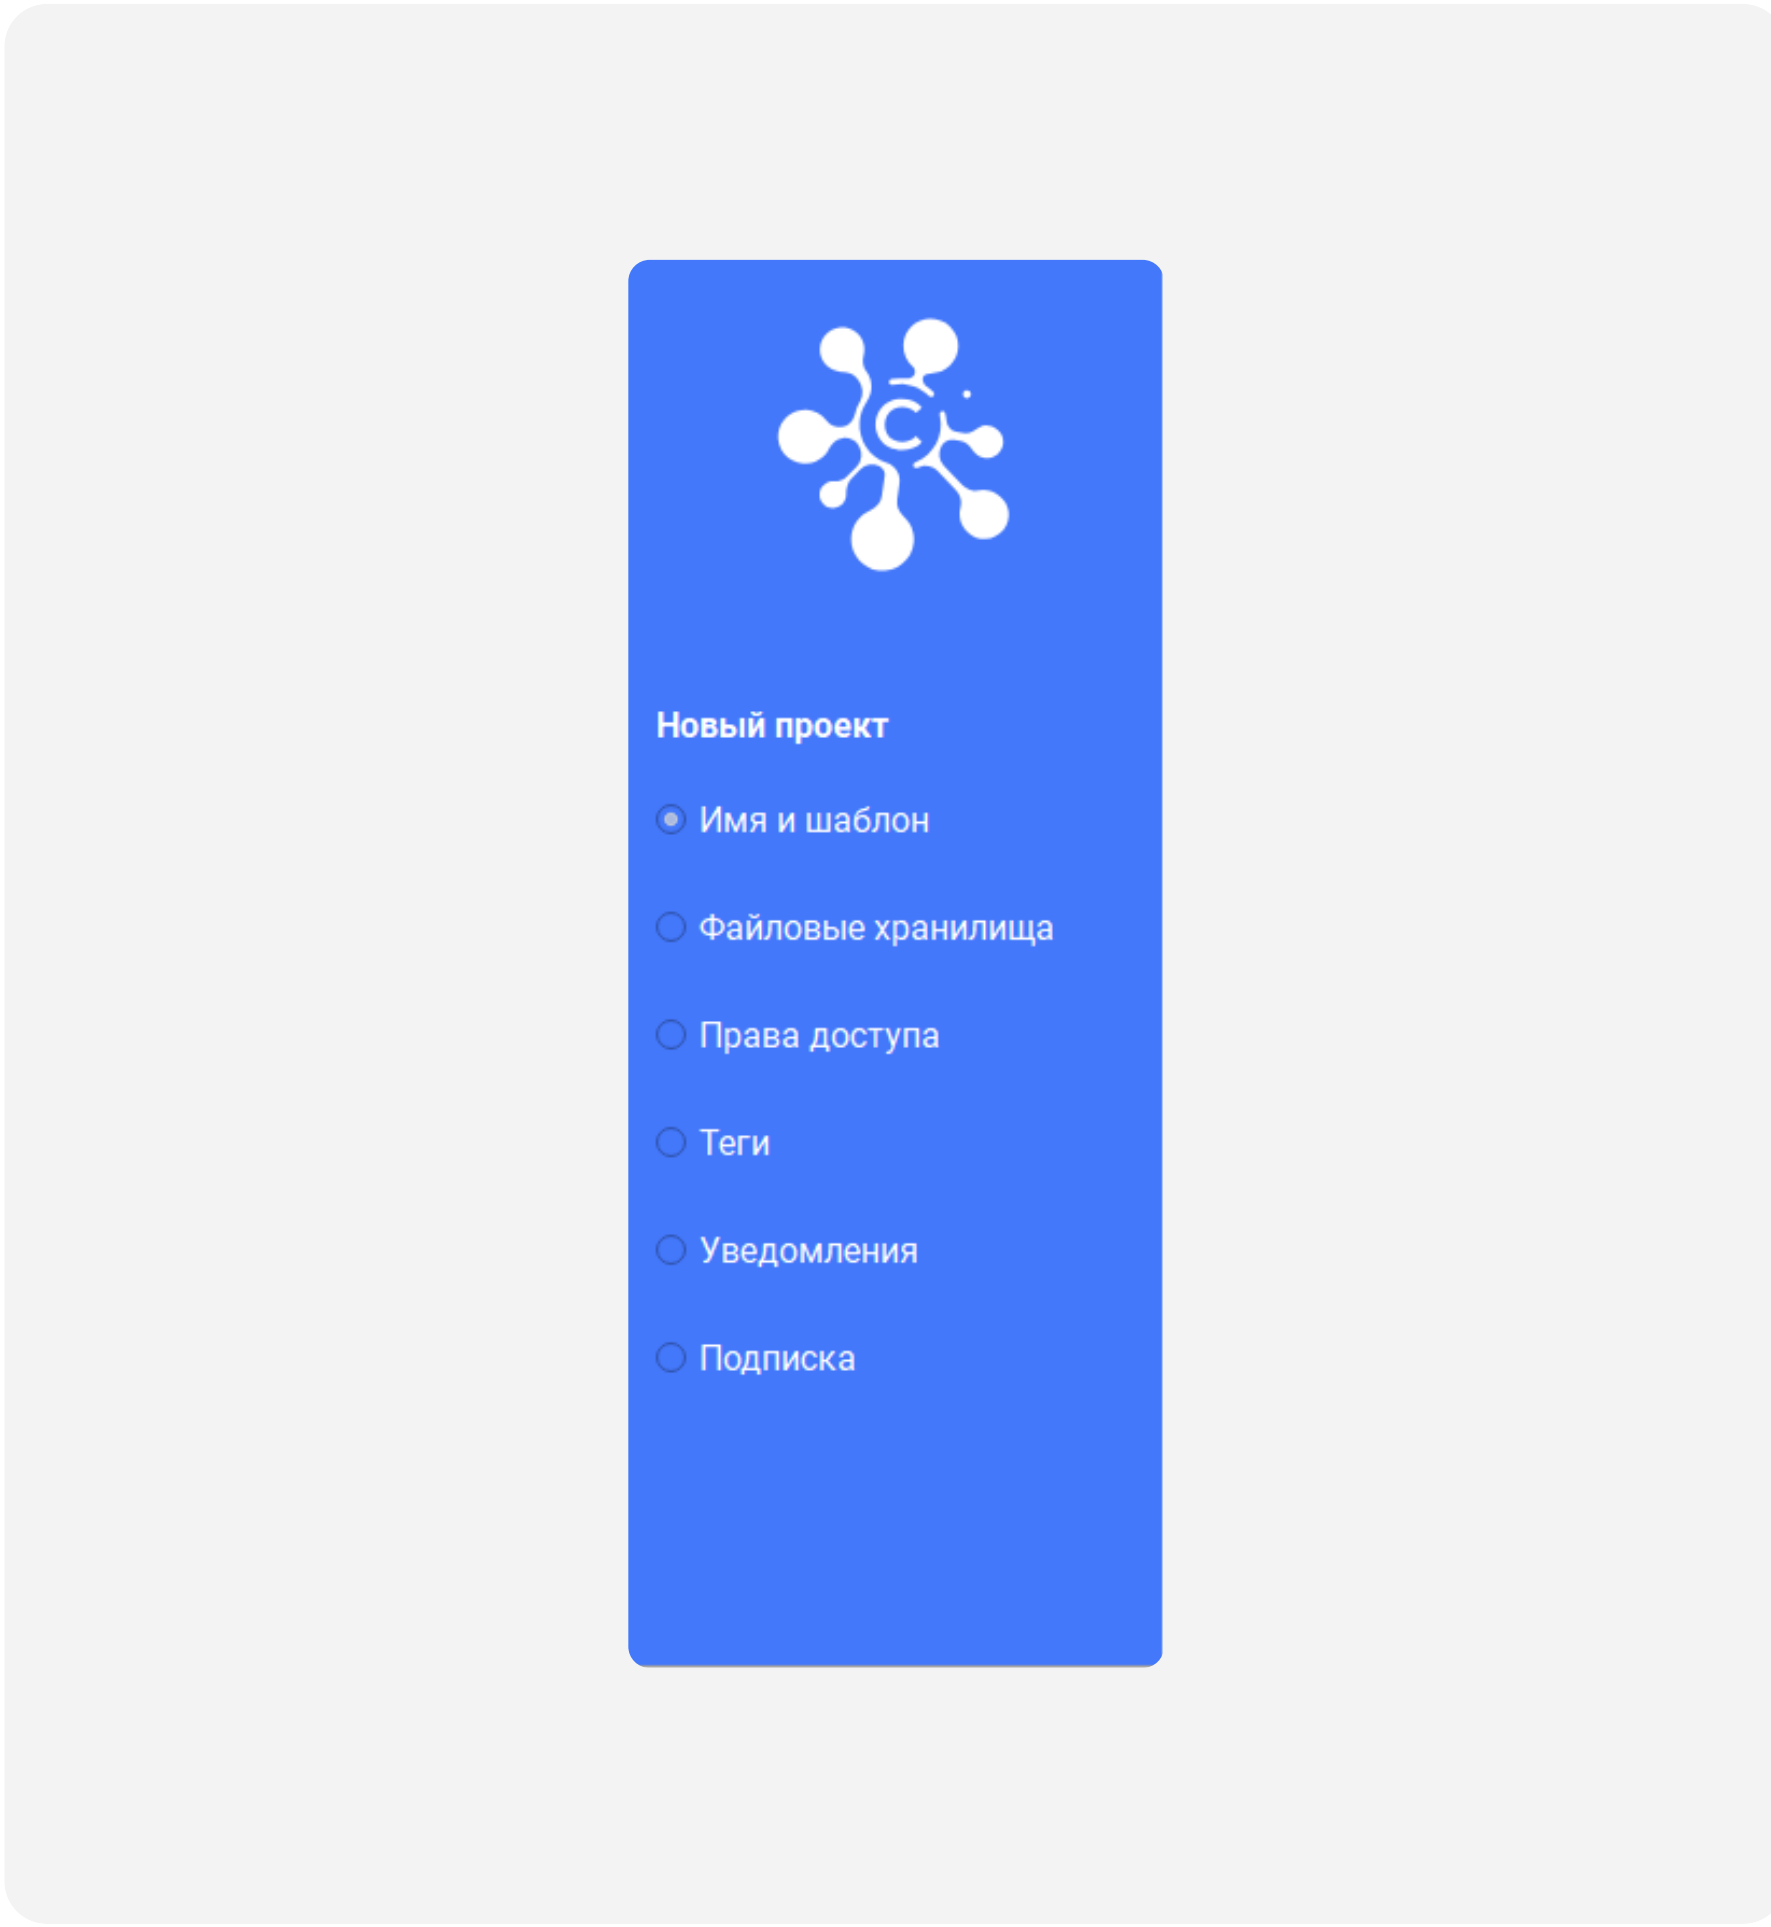 C
Новый проект
Имя и шаблон
Файловые хранилища
Права доступа
Теги
Уведомления
Подписка